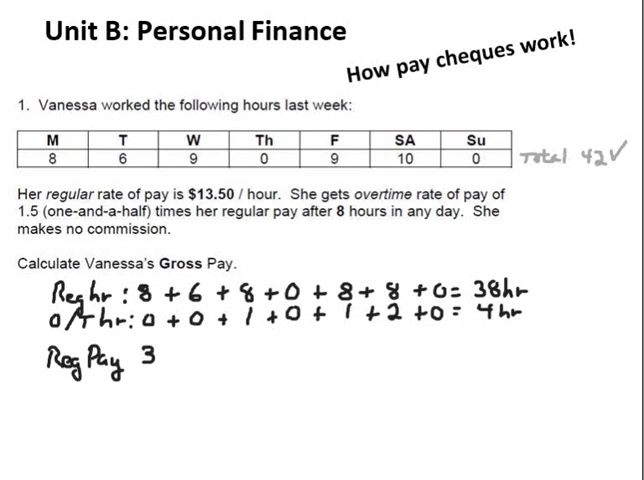 Unit B: Personal Finance
How pay cheques work!
1. Vanessa worked the following hours last week:
M T W Th F SA Su
8 6 9 0 9 10 0 Total 42 ✓
Her regular rate of pay is $13.50 / hour. She gets overtime rate of pay of
1.5 (one-and-a-half) times her regular pay after 8 hours in any day. She
makes no commission.
Calculate Vanessa's Gross Pay.
Reg hr : 8 + 6 + 8 + 0 + 8 + 8 + 0 = 38hr
O/T hr: 0 + 0 + 1 + 0 + 1 + 2 + 0 = 4hr
Reg Pay 3